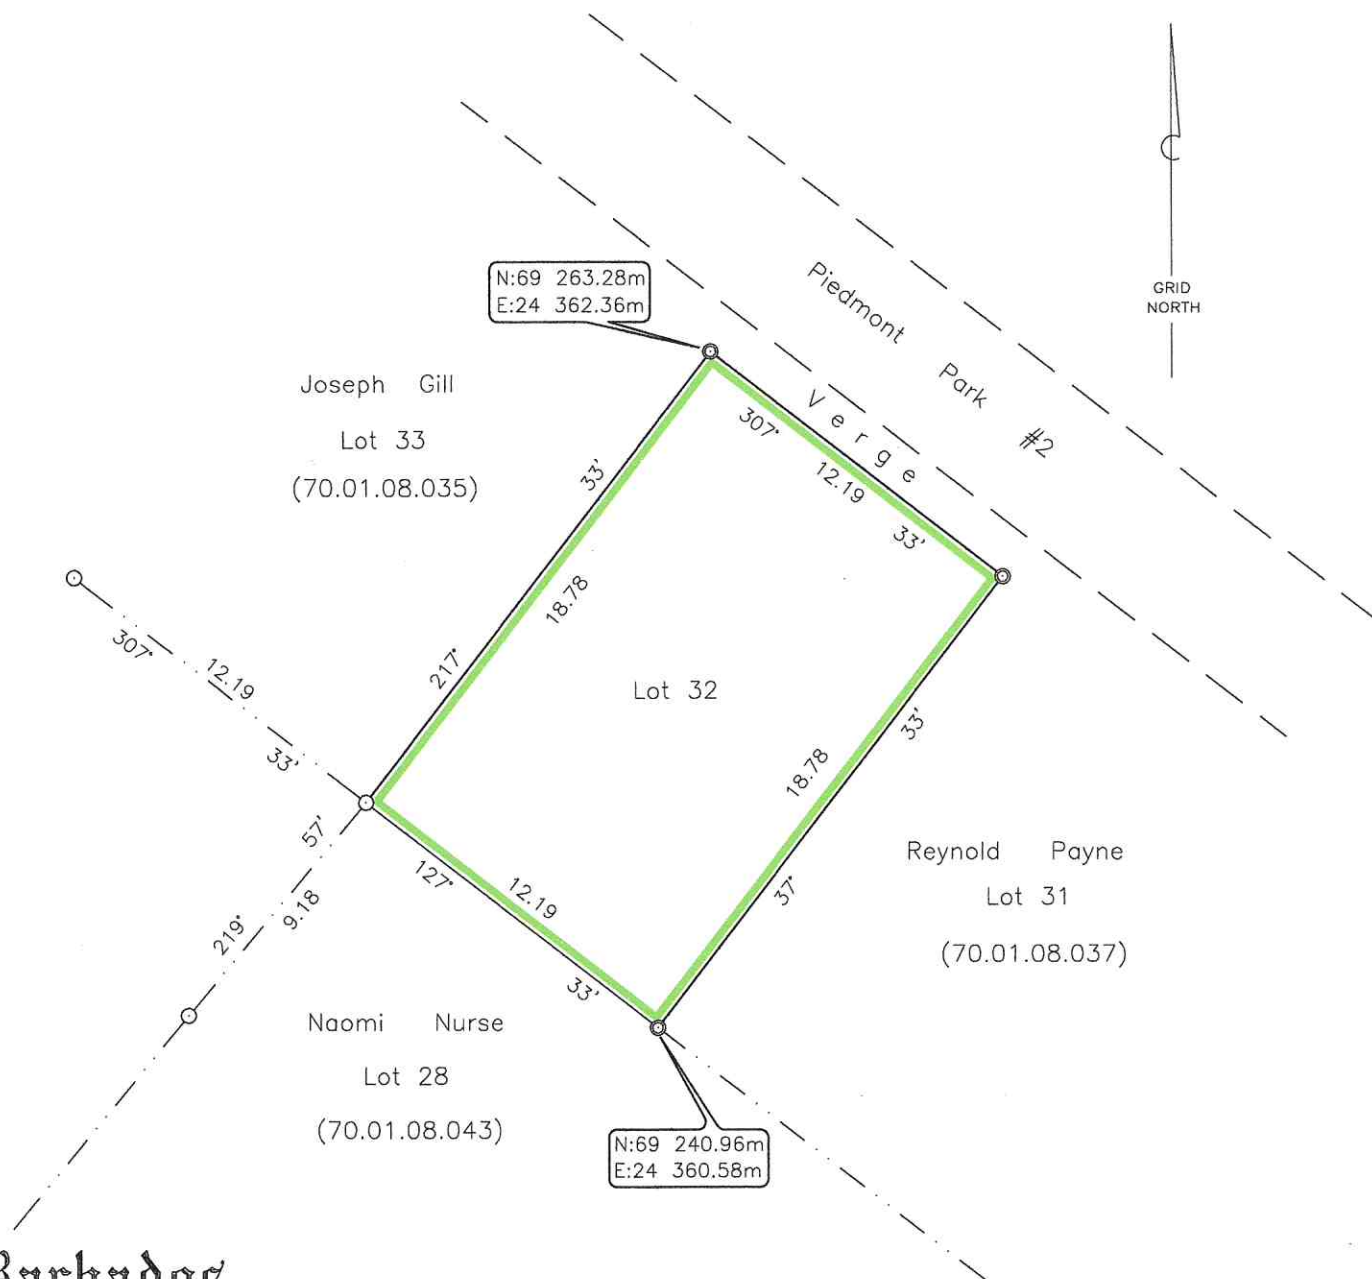 GRID
NORTH
Piedmont Park #2
Verge
N:69 263.28m
E:24 362.36m
Joseph Gill
Lot 33
(70.01.08.035)
307° 12.19 33'
217° 18.78 33'
307° 12.19 33'
Lot 32
37° 18.78 33'
127° 12.19 33'
219° 9.18 57'
Reynold Payne
Lot 31
(70.01.08.037)
Naomi Nurse
Lot 28
(70.01.08.043)
N:69 240.96m
E:24 360.58m
Barbados